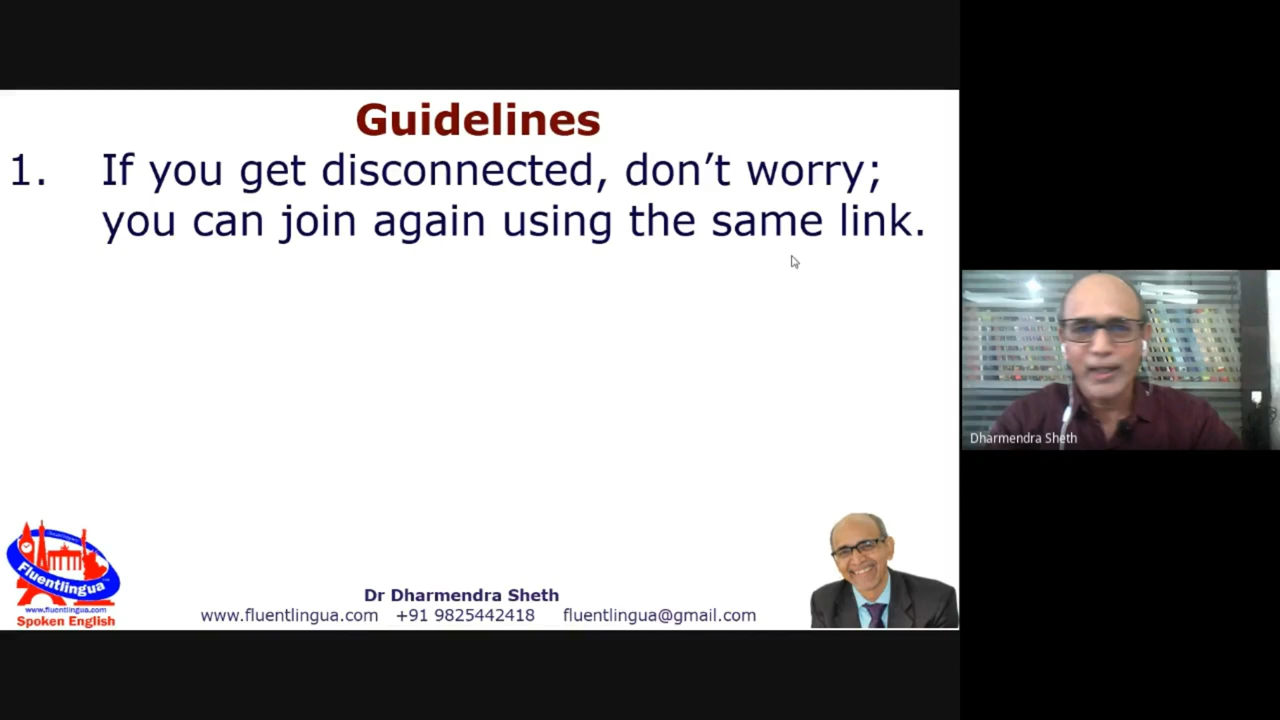 Guidelines
1. If you get disconnected, don’t worry;
you can join again using the same link.
Dharmendra Sheth
Fluentlingua
www.fluentlingua.com
Spoken English
Dr Dharmendra Sheth
www.fluentlingua.com +91 9825442418 fluentlingua@gmail.com